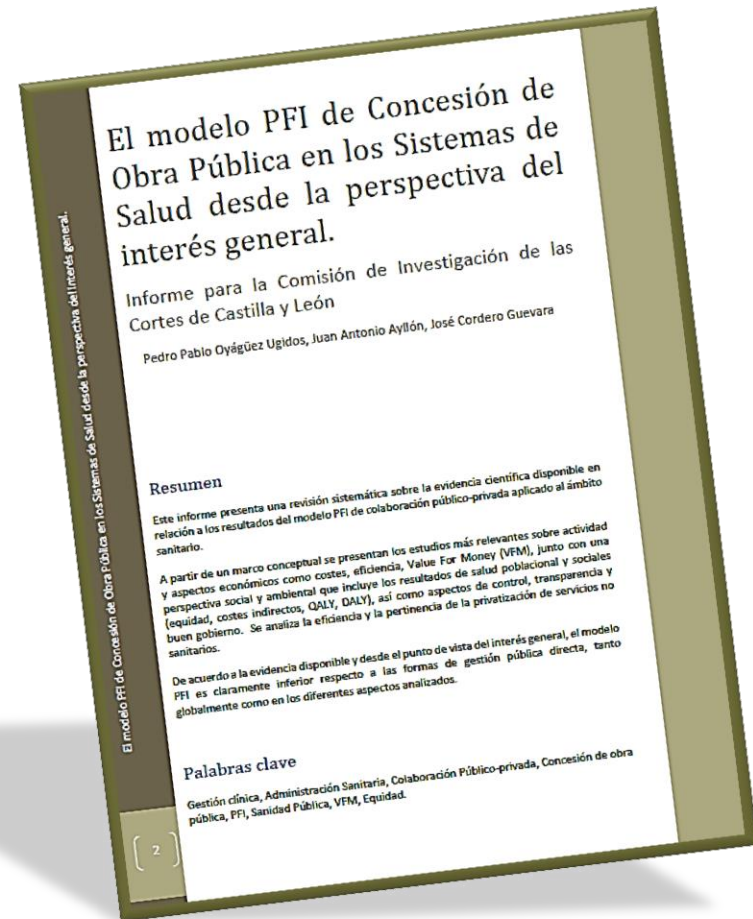 El modelo PFI de Concesión de
Obra Pública en los Sistemas de
Salud desde la perspectiva del
interés general.
Informe para la Comisión de Investigación de las
Cortes de Castilla y León
Pedro Pablo Oyágüez Ugidos, Juan Antonio Ayllón, José Cordero Guevara
Resumen
Este informe presenta una revisión sistemática sobre la evidencia científica disponible en
relación a los resultados del modelo PFI de colaboración público-privada aplicado al ámbito
sanitario.
A partir de un marco conceptual se presentan los estudios más relevantes sobre actividad
y aspectos económicos como costes, eficiencia, Value For Money (VFM), junto con una
perspectiva social y ambiental que incluye los resultados de salud poblacional y sociales
(equidad, costes indirectos, QALY, DALY), así como aspectos de control, transparencia y
buen gobierno. Se analiza la eficiencia y la pertinencia de la privatización de servicios no
sanitarios.
De acuerdo a la evidencia disponible y desde el punto de vista del interés general, el modelo
PFI es claramente inferior respecto a las formas de gestión pública directa, tanto
globalmente como en los diferentes aspectos analizados.
Palabras clave
Gestión clínica, Administración Sanitaria, Colaboración Público-privada, Concesión de obra
pública, PFI, Sanidad Pública, VFM, Equidad.
El modelo PFI de Concesión de Obra Pública en los Sistemas de Salud desde la perspectiva del interés general.
2